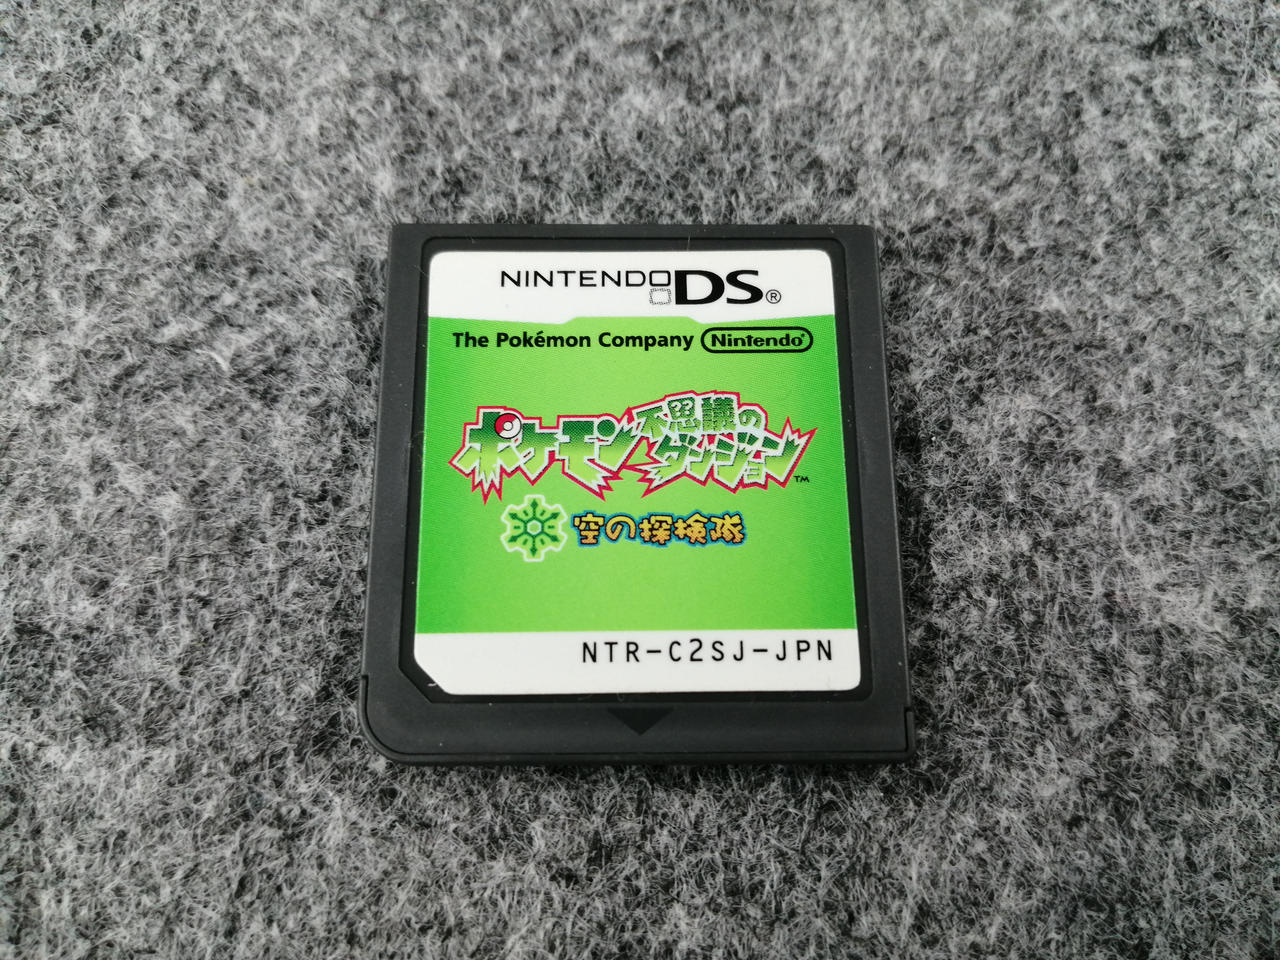 NINTENDO DS®
The Pokémon Company Nintendo®
ポケモン不思議のダンジョン™
空の探検隊
NTR-C2SJ-JPN